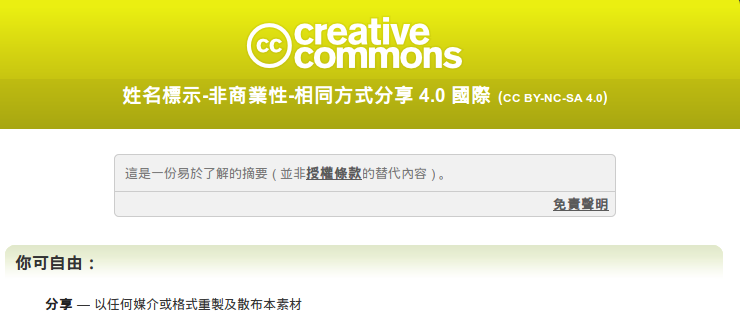 cc creative commons
姓名標示-非商業性-相同方式分享 4.0 國際 (CC BY-NC-SA 4.0)
這是一份易於了解的摘要 ( 並非授權條款的替代內容 ) 。
免責聲明
你可自由：
分享 — 以任何媒介或格式重製及散布本素材